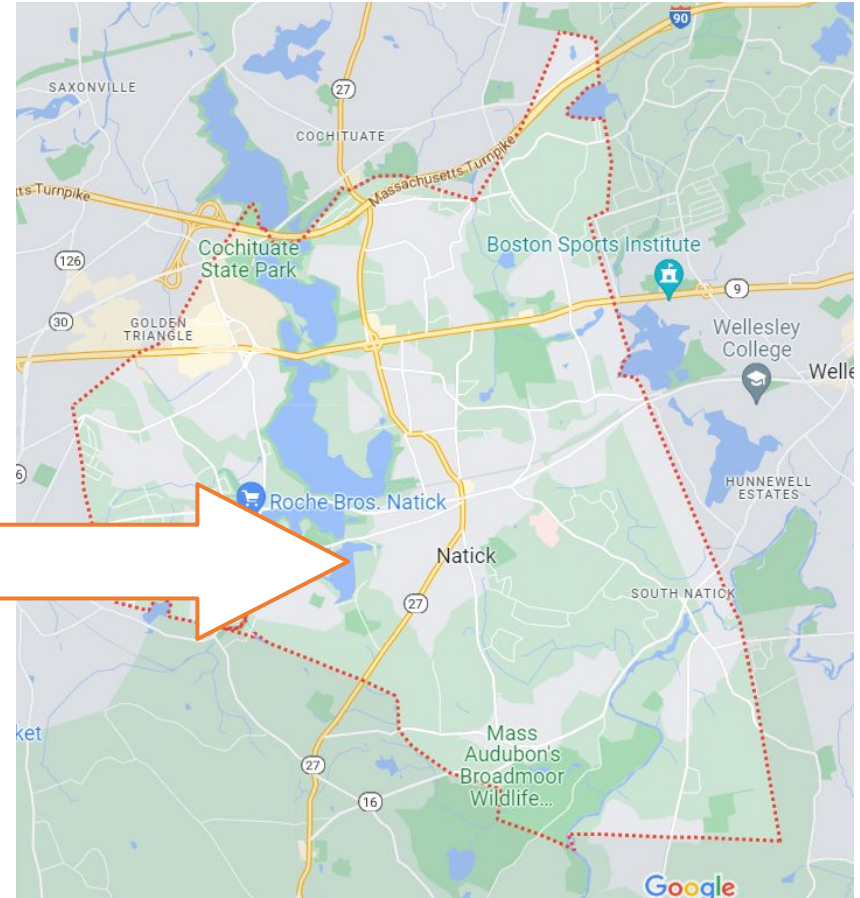 90
SAXONVILLE
27
COCHITUATE
Massachusetts Turnpike
tts Turnpike
Cochituate
State Park
Boston Sports Institute
126
9
30
GOLDEN
TRIANGLE
Wellesley
College
Welle
6
Roche Bros. Natick
HUNNEWELL
ESTATES
Natick
27
SOUTH NATICK
ket
Mass
Audubon's
Broadmoor
Wildlife...
27
16
Google